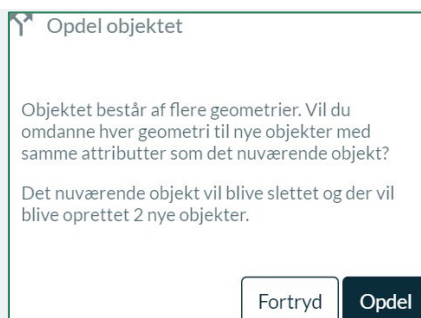 Opdel objektet
Objektet består af flere geometrier. Vil du
omdanne hver geometri til nye objekter med
samme attributter som det nuværende objekt?
Det nuværende objekt vil blive slettet og der vil
blive oprettet 2 nye objekter.
Fortryd Opdel